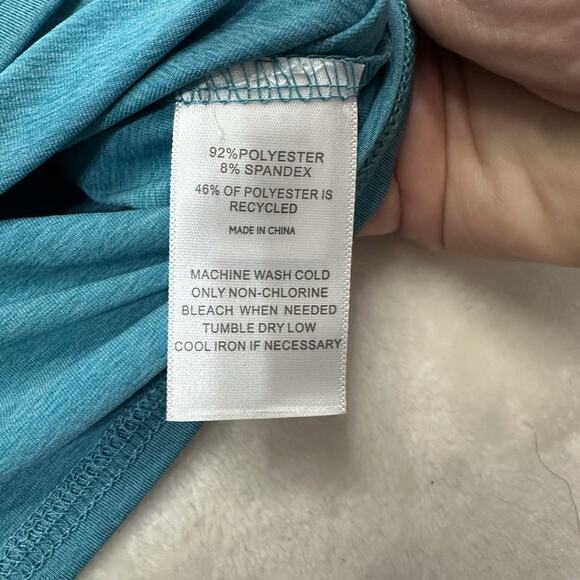 92%POLYESTER
8% SPANDEX
46% OF POLYESTER IS
RECYCLED
MADE IN CHINA
MACHINE WASH COLD
ONLY NON-CHLORINE
BLEACH WHEN NEEDED
TUMBLE DRY LOW
COOL IRON IF NECESSARY